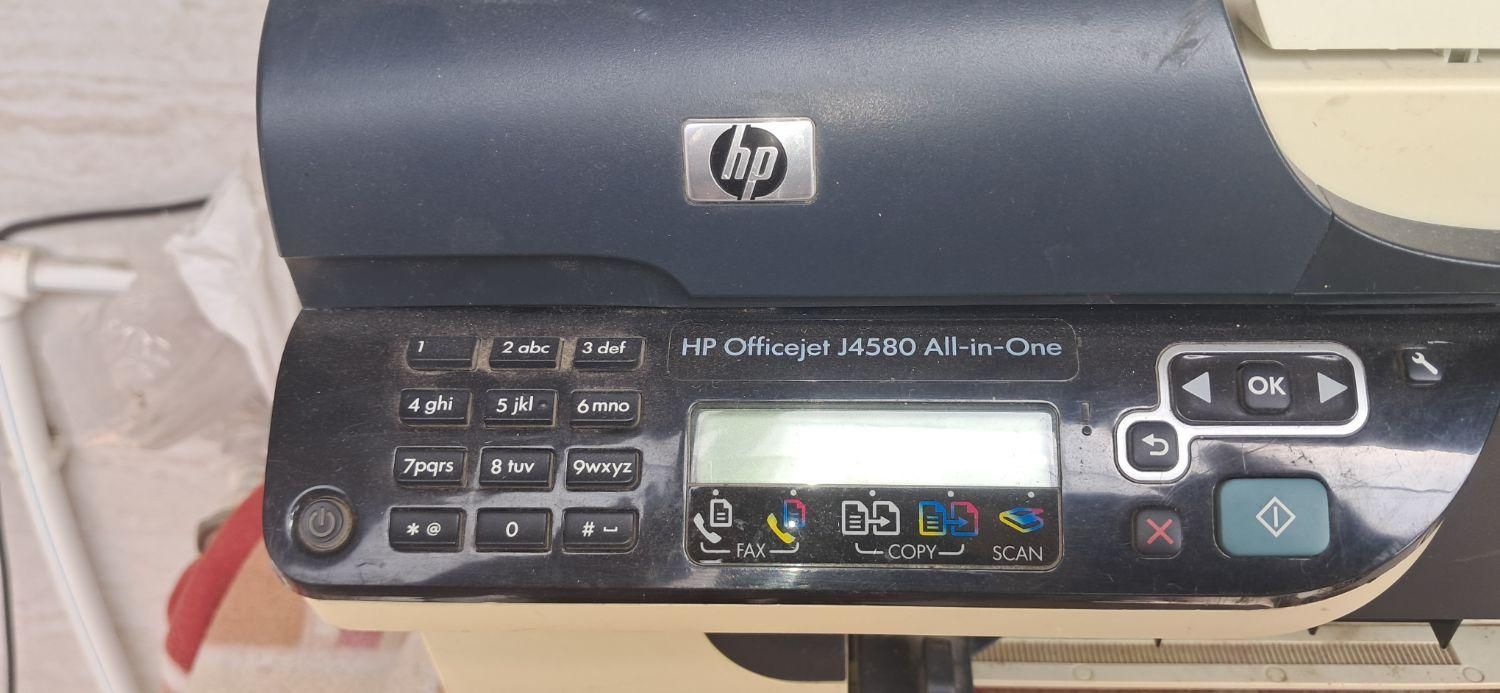 hp
HP Officejet J4580 All-in-One
1 2 abc 3 def
4 ghi 5 jkl 6 mno
7pqrs 8 tuv 9wxyz
* @ 0 # ⎵
OK
!
FAX COPY SCAN